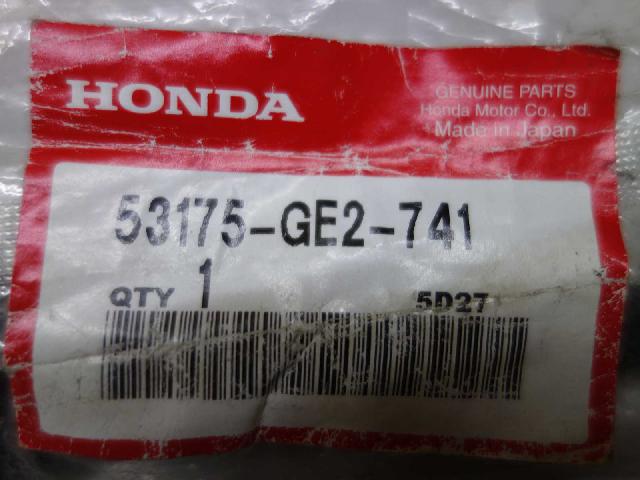 HONDA
GENUINE PARTS
Honda Motor Co., Ltd.
Made in Japan
53175-GE2-741
QTY 1
5D27